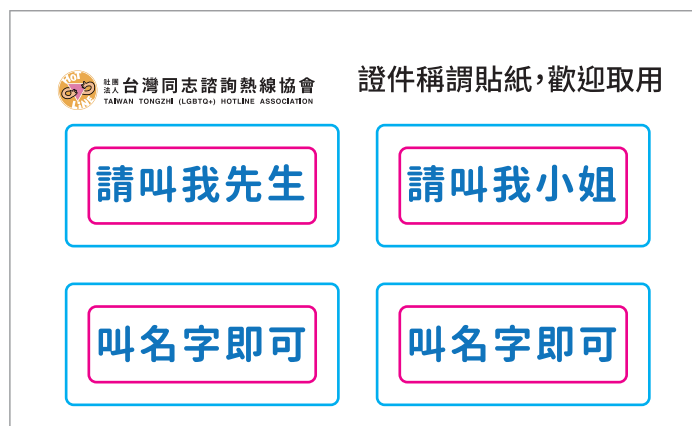 HOT
LINE
社團法人 台灣同志諮詢熱線協會
TAIWAN TONGZHI (LGBTQ+) HOTLINE ASSOCIATION
證件稱謂貼紙，歡迎取用
請叫我先生
請叫我小姐
叫名字即可
叫名字即可